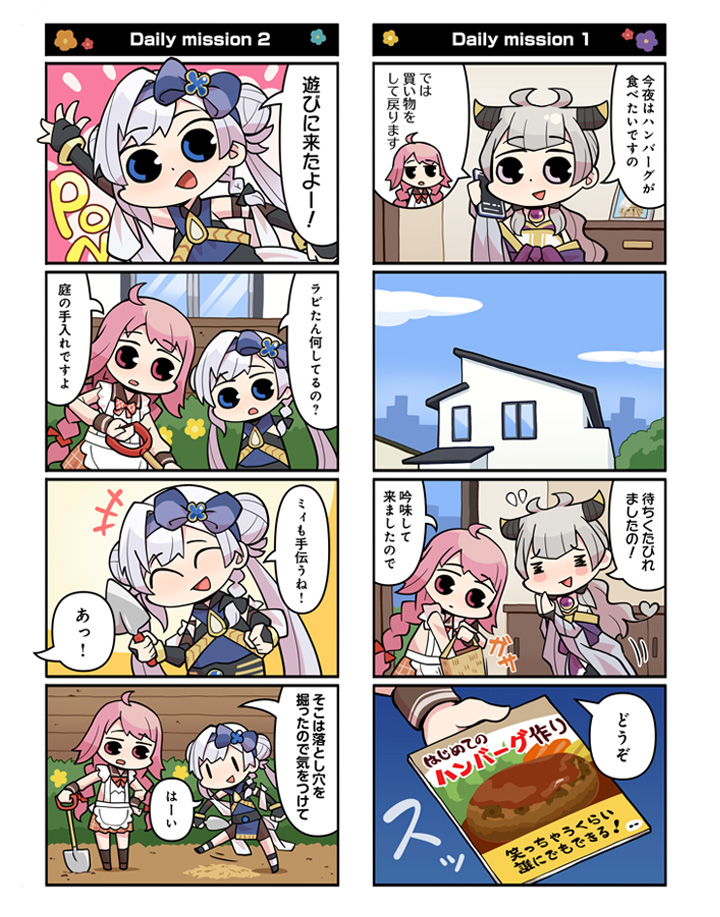 Daily mission 1
今夜はハンバーグが
食べたいですの
では
買い物を
して戻ります
待ちくたびれ
ましたの！
吟味して
来ましたので
ガサ
どうぞ
はじめての
ハンバーグ作り
笑っちゃうくらい
誰にでもできる！
スッ
Daily mission 2
遊びに来たよー！
PON
ラビたん何してるの？
庭の手入れですよ
ミィも手伝うね！
あっ！
そこは落とし穴を
掘ったので気をつけて
はーい